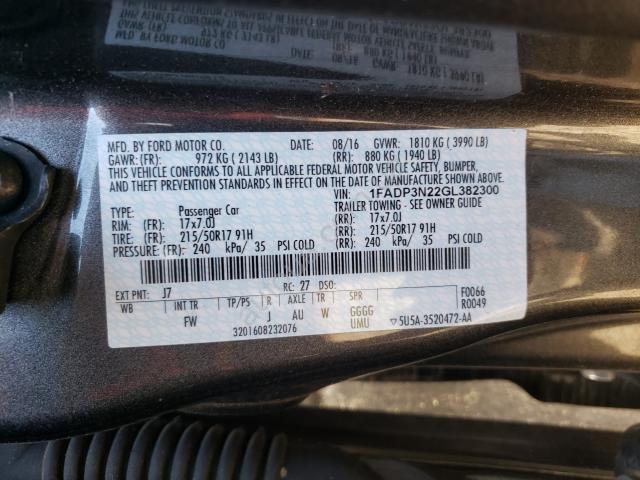 MFD. BY FORD MOTOR CO. DATE: 08/16 GVWR: 1810 KG ( 3990 LB)
GAWR: (FR): 972 KG ( 2143 LB) (RR): 880 KG ( 1940 LB)
THIS VEHICLE CONFORMS TO ALL APPLICABLE FEDERAL MOTOR VEHICLE SAFETY, BUMPER,
AND THEFT PREVENTION STANDARDS IN EFFECT ON THE DATE OF MANUFACTURE SHOWN ABOVE.
VIN: 1FADP3N22GL382300
TYPE: Passenger Car TRAILER TOWING - SEE OWNER GUIDE
RIM: (FR): 17x7.0J (RR): 17x7.0J
TIRE: (FR): 215/50R17 91H (RR): 215/50R17 91H
PRESSURE: (FR): 240 kPa/ 35 PSI COLD (RR): 240 kPa/ 35 PSI COLD
EXT PNT: J7 RC: 27 DSO: F0066
WB INT TR TP/PS R AXLE TR SPR R0049
FW J AU W GGGG
UMU ▽5U5A-3520472-AA
3201608232076